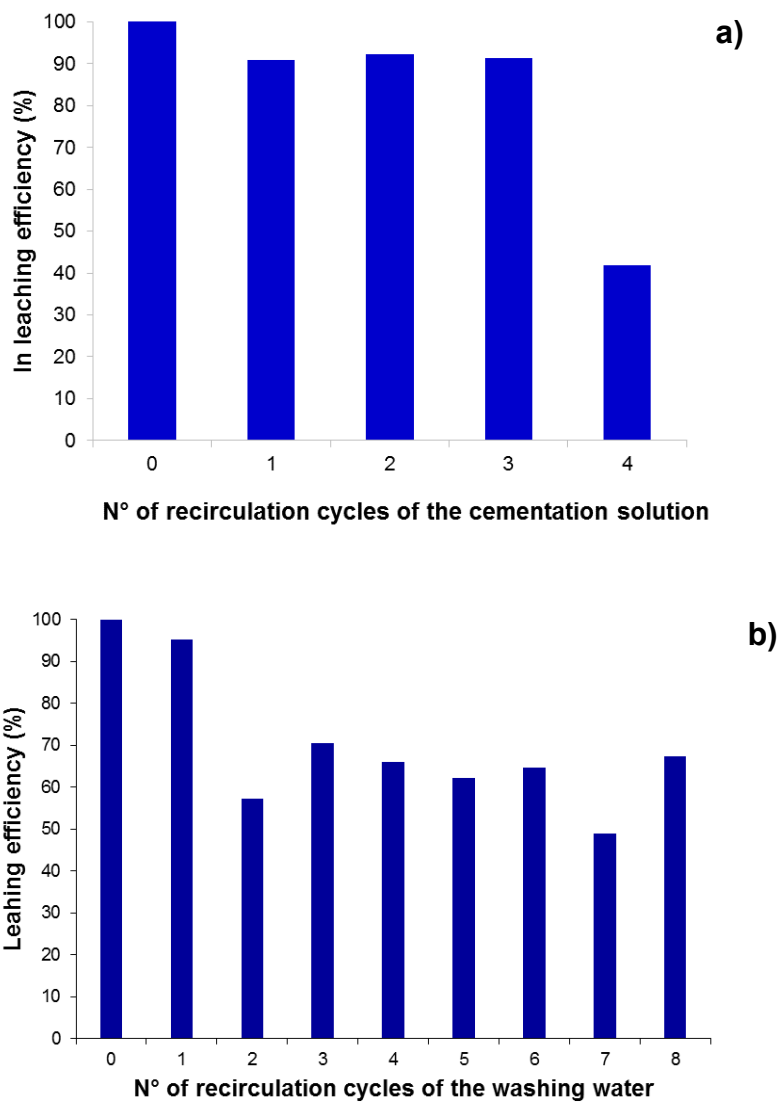 a)
In leaching efficiency (%)
100
90
80
70
60
50
40
30
20
10
0
0 1 2 3 4
N° of recirculation cycles of the cementation solution
b)
Leahing efficiency (%)
100
90
80
70
60
50
40
30
20
10
0
0 1 2 3 4 5 6 7 8
N° of recirculation cycles of the washing water